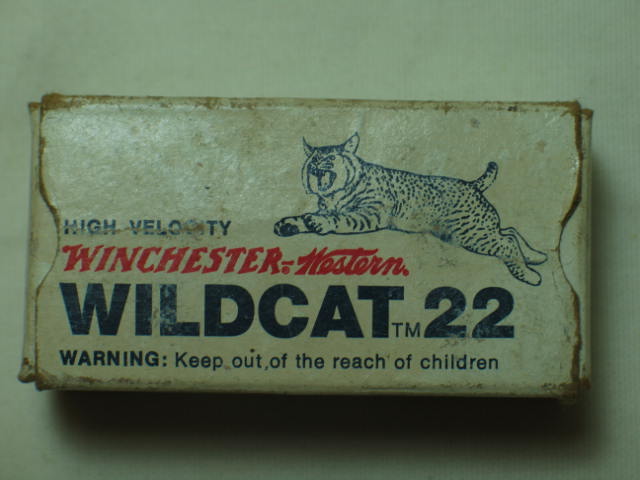 HIGH VELOCITY
WINCHESTER-Western.
WILDCAT TM 22
WARNING: Keep out of the reach of children